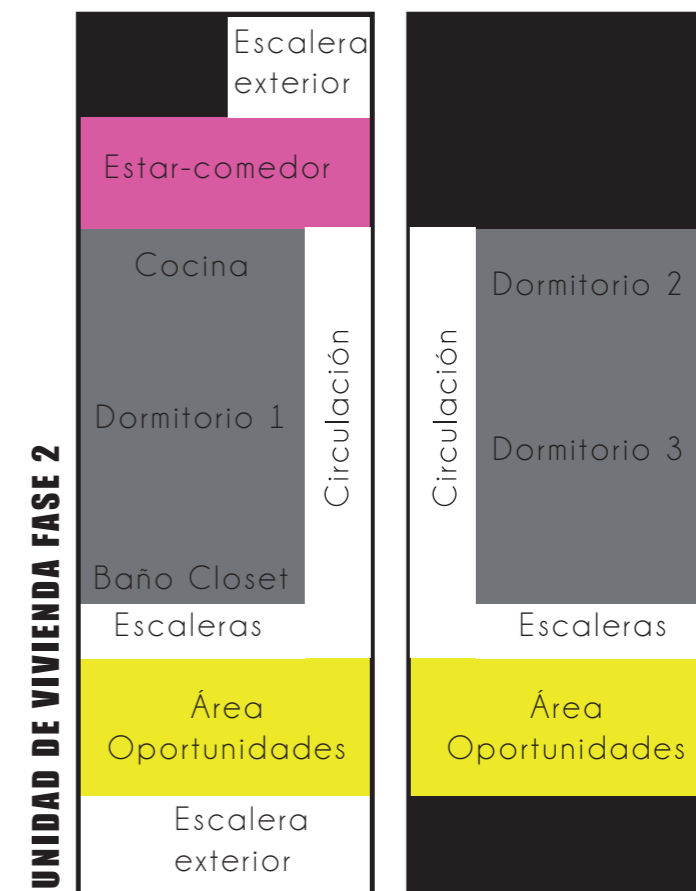 UNIDAD DE VIVIENDA FASE 2
Escalera
exterior
Estar-comedor
Cocina
Dormitorio 1
Baño Closet
Circulación
Escaleras
Área
Oportunidades
Escalera
exterior
Circulación
Dormitorio 2
Dormitorio 3
Escaleras
Área
Oportunidades